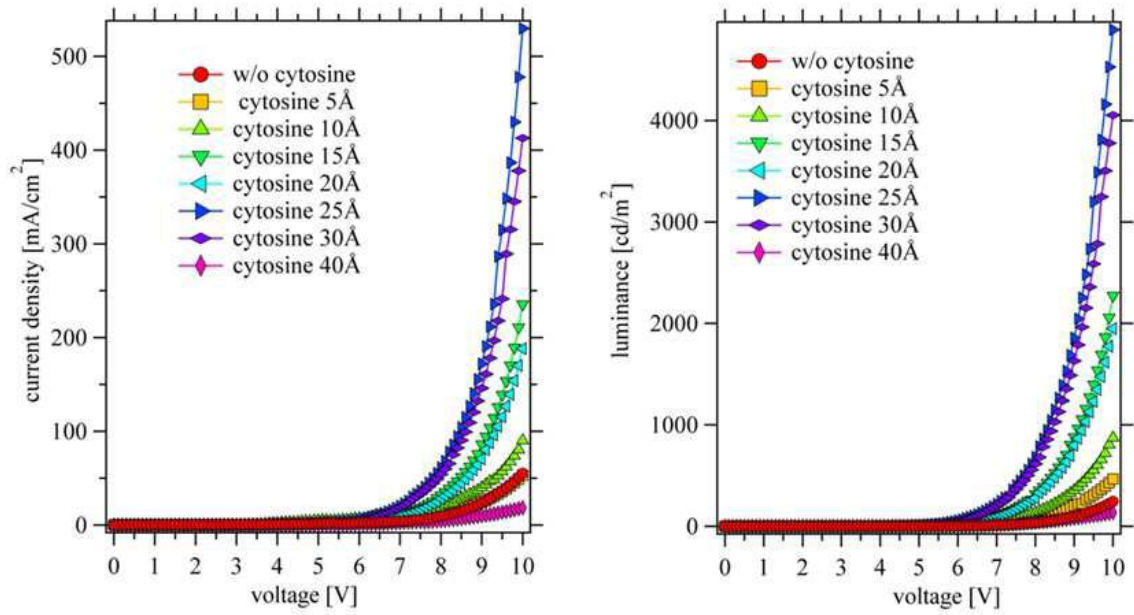 500
400
300
200
100
0
current density [mA/cm²]
w/o cytosine
cytosine 5Å
cytosine 10Å
cytosine 15Å
cytosine 20Å
cytosine 25Å
cytosine 30Å
cytosine 40Å
0 1 2 3 4 5 6 7 8 9 10
voltage [V]
4000
3000
2000
1000
0
luminance [cd/m²]
w/o cytosine
cytosine 5Å
cytosine 10Å
cytosine 15Å
cytosine 20Å
cytosine 25Å
cytosine 30Å
cytosine 40Å
0 1 2 3 4 5 6 7 8 9 10
voltage [V]